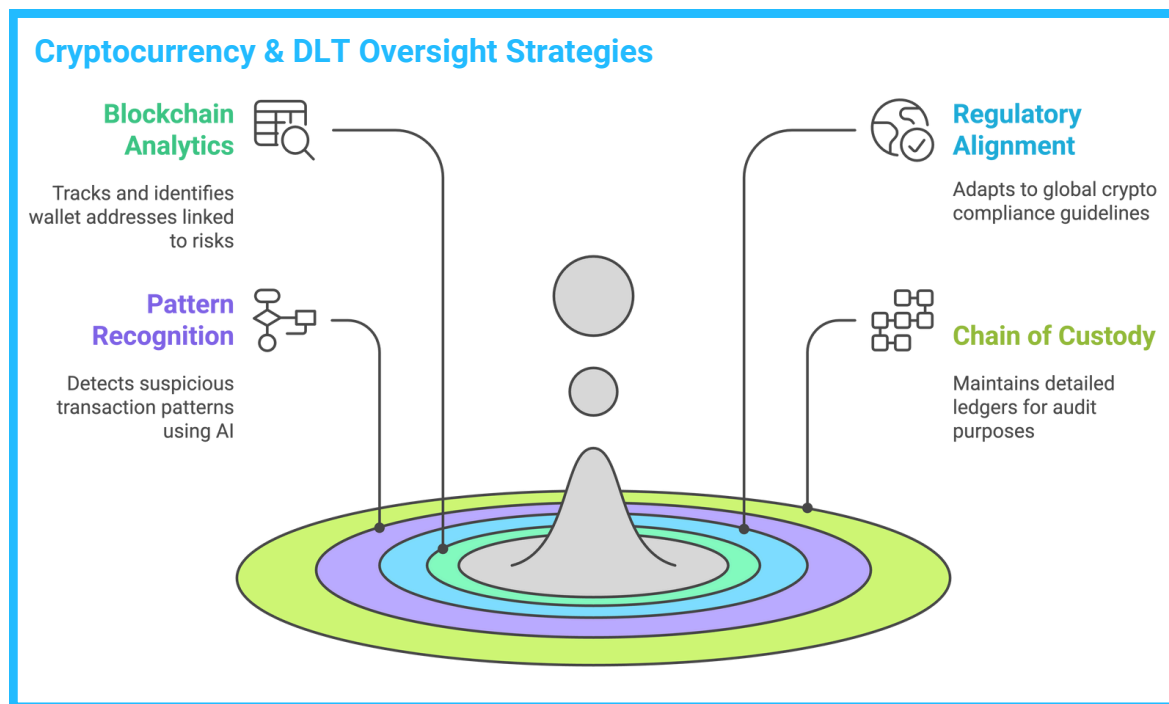 Cryptocurrency & DLT Oversight Strategies
Blockchain
Analytics
Tracks and identifies
wallet addresses linked
to risks
Pattern
Recognition
Detects suspicious
transaction patterns
using AI
Regulatory
Alignment
Adapts to global crypto
compliance guidelines
Chain of Custody
Maintains detailed
ledgers for audit
purposes